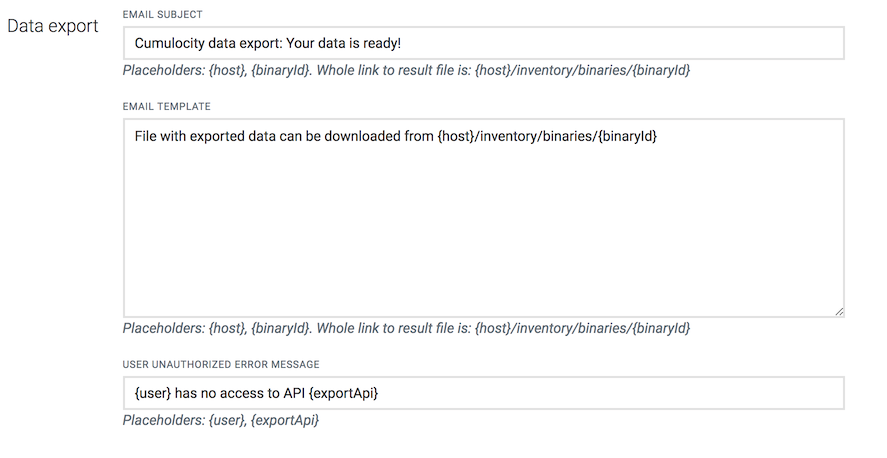 Data export
EMAIL SUBJECT
Cumulocity data export: Your data is ready!
Placeholders: {host}, {binaryId}. Whole link to result file is: {host}/inventory/binaries/{binaryId}
EMAIL TEMPLATE
File with exported data can be downloaded from {host}/inventory/binaries/{binaryId}
Placeholders: {host}, {binaryId}. Whole link to result file is: {host}/inventory/binaries/{binaryId}
USER UNAUTHORIZED ERROR MESSAGE
{user} has no access to API {exportApi}
Placeholders: {user}, {exportApi}